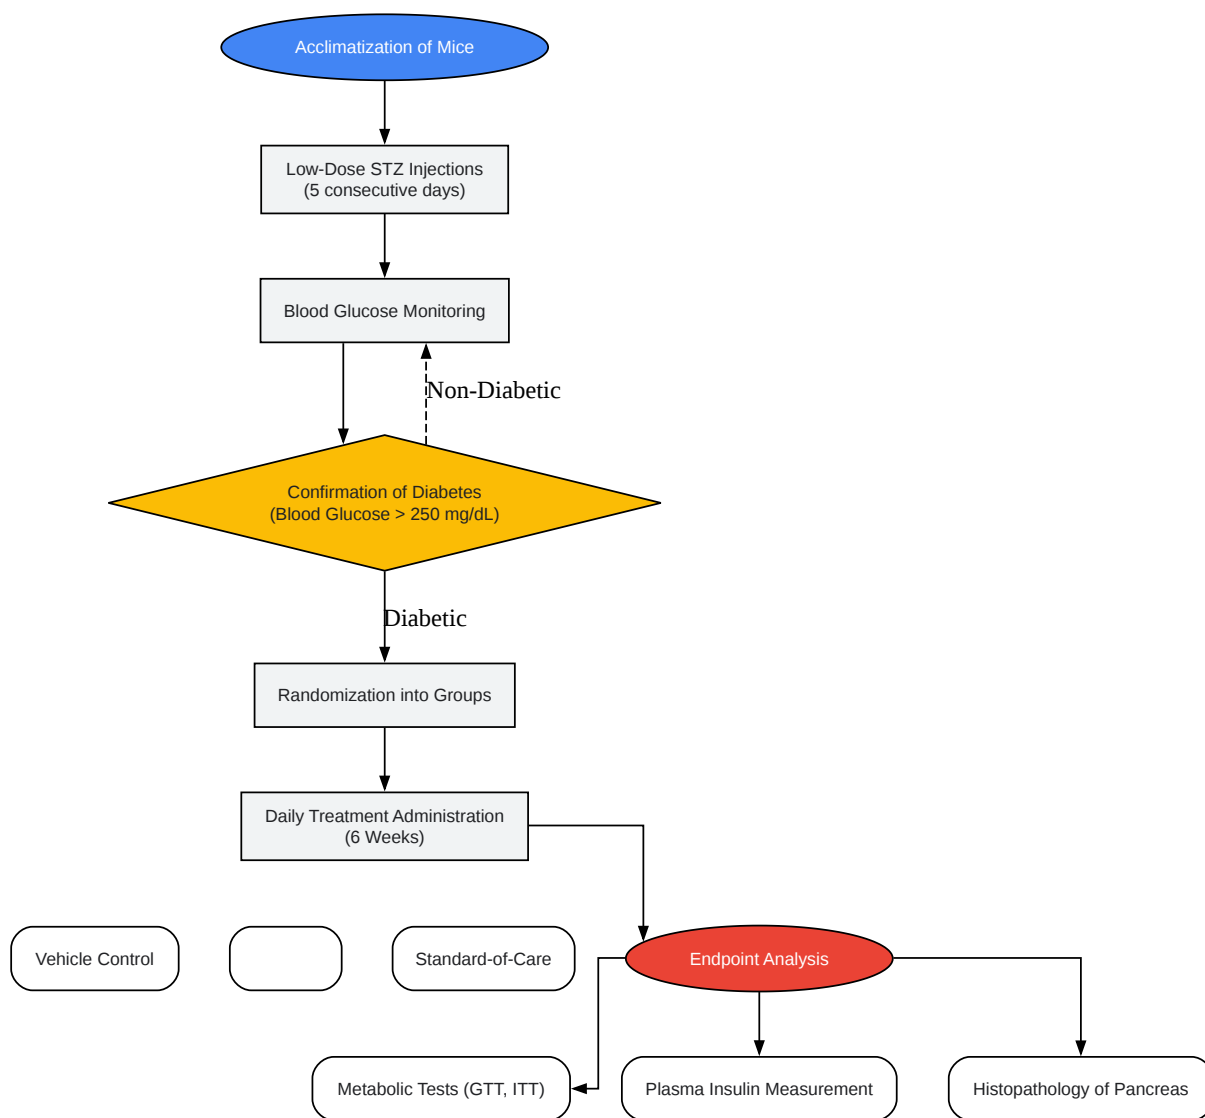 Acclimatization of Mice
Low-Dose STZ Injections
(5 consecutive days)
Blood Glucose Monitoring
Non-Diabetic
Confirmation of Diabetes
(Blood Glucose > 250 mg/dL)
Diabetic
Randomization into Groups
Daily Treatment Administration
(6 Weeks)
Vehicle Control
Standard-of-Care
Endpoint Analysis
Metabolic Tests (GTT, ITT)
Plasma Insulin Measurement
Histopathology of Pancreas